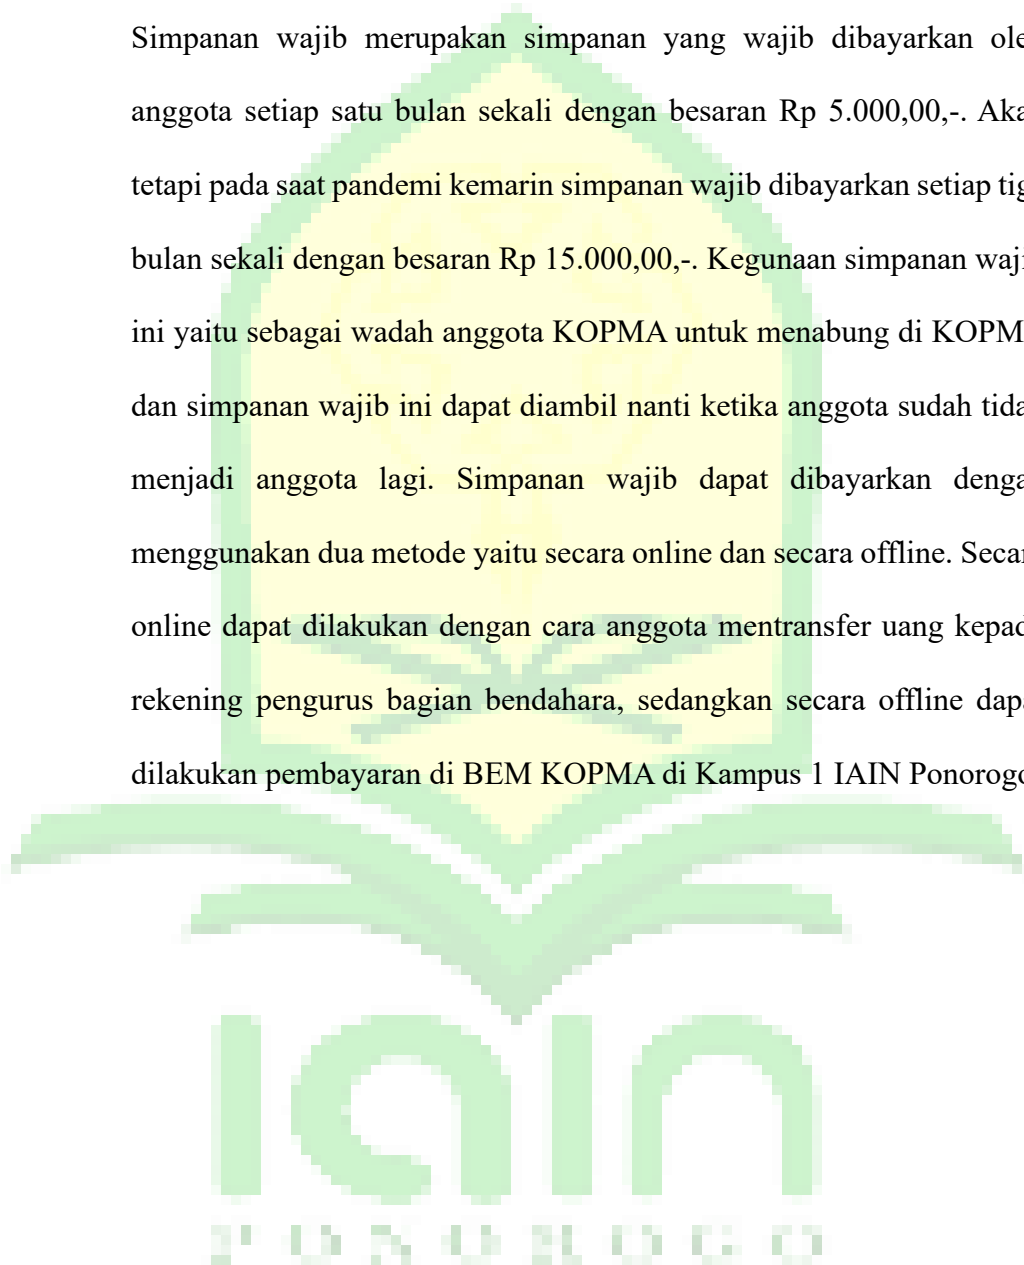 Simpanan wajib merupakan simpanan yang wajib dibayarkan ole
anggota setiap satu bulan sekali dengan besaran Rp 5.000,00,-. Aka
tetapi pada saat pandemi kemarin simpanan wajib dibayarkan setiap tig
bulan sekali dengan besaran Rp 15.000,00,-. Kegunaan simpanan waji
ini yaitu sebagai wadah anggota KOPMA untuk menabung di KOPM
dan simpanan wajib ini dapat diambil nanti ketika anggota sudah tida
menjadi anggota lagi. Simpanan wajib dapat dibayarkan denga
menggunakan dua metode yaitu secara online dan secara offline. Secar
online dapat dilakukan dengan cara anggota mentransfer uang kepad
rekening pengurus bagian bendahara, sedangkan secara offline dapa
dilakukan pembayaran di BEM KOPMA di Kampus 1 IAIN Ponorogo
iain
PONOROGO